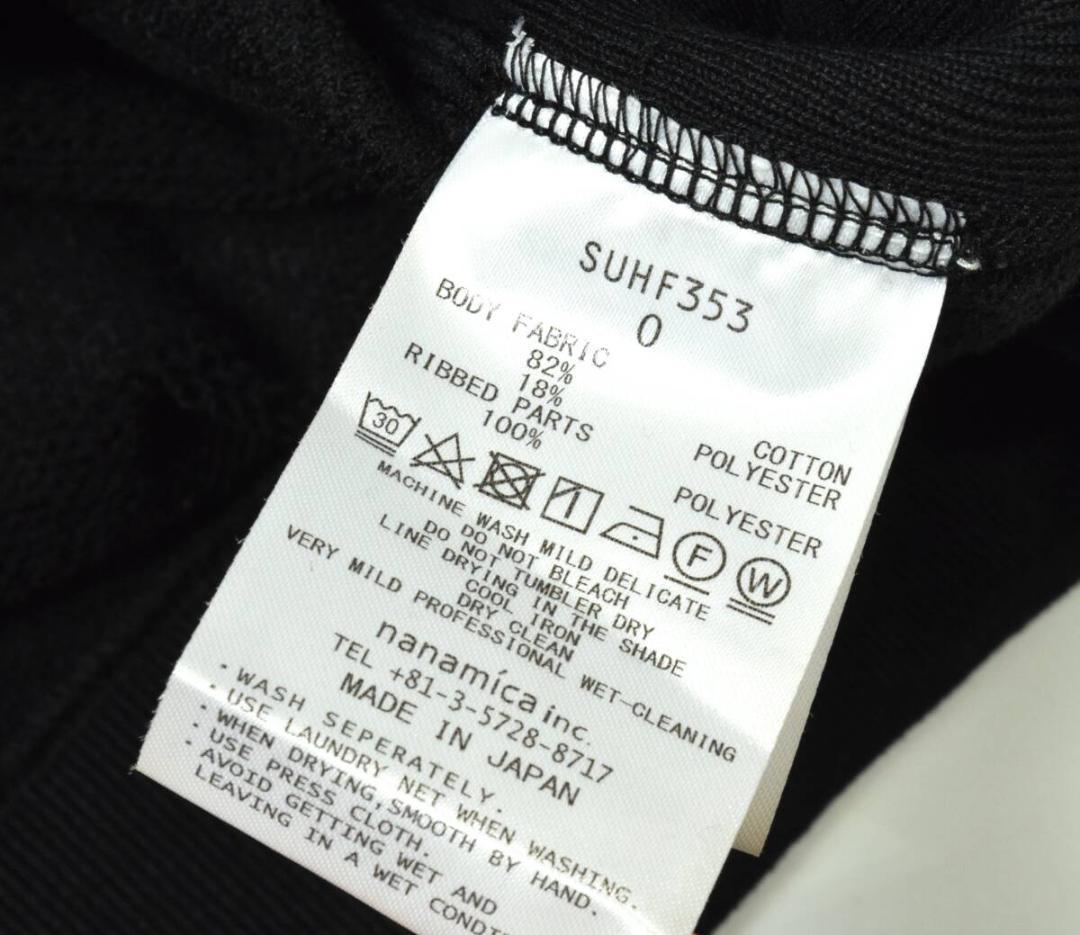 SUHF353
0
BODY FABRIC
82% COTTON
18% POLYESTER
RIBBED PARTS
100% POLYESTER
30 F W
MACHINE WASH MILD DELICATE
DO NOT BLEACH
DO NOT TUMBLER DRY
LINE DRYING IN THE SHADE
COOL IRON
DRY CLEAN
VERY MILD PROFESSIONAL WET-CLEANING
nanamica inc.
TEL +81-3-5728-8717
MADE IN JAPAN
· WASH SEPERATELY.
· USE LAUNDRY NET WHEN WASHING.
· WHEN DRYING, SMOOTH BY HAND.
· USE PRESS CLOTH.
· AVOID GETTING WET AND
LEAVING IN A WET